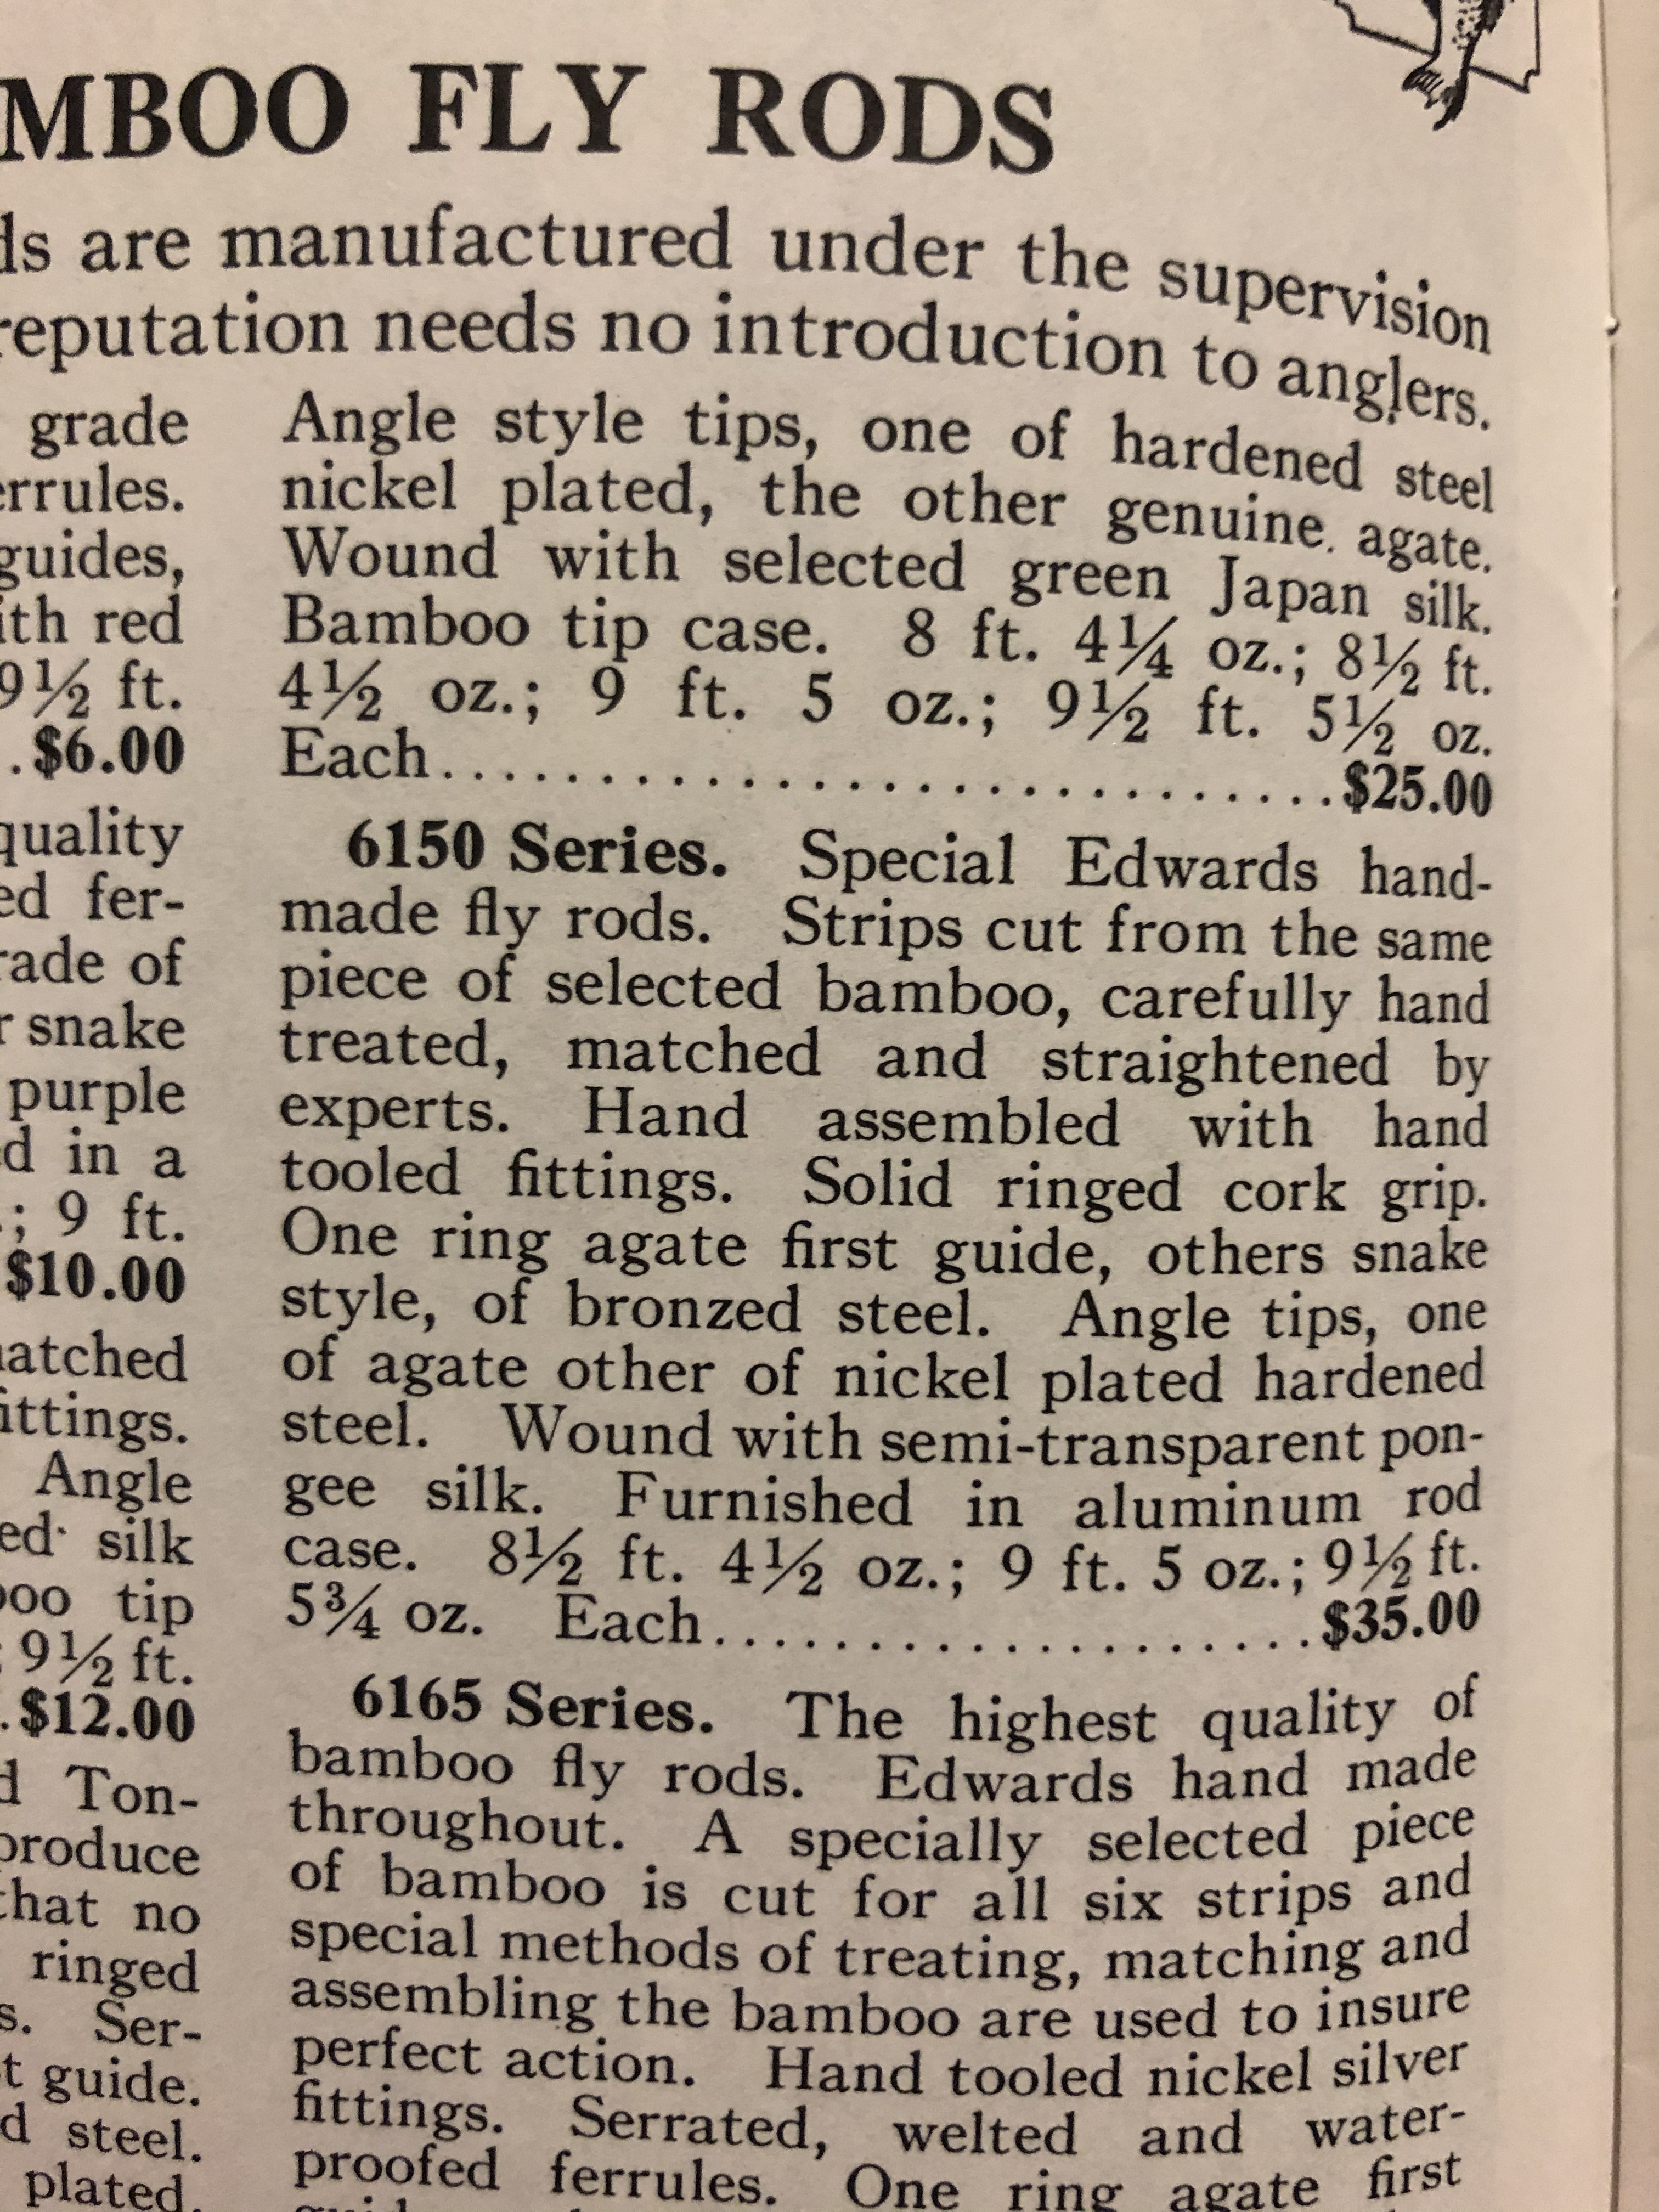 MBOO FLY RODS
ds are manufactured under the supervision
reputation needs no introduction to anglers.
grade
errules.
guides,
ith red
9½ ft.
.$6.00
quality
ed fer-
rade of
r snake
purple
d in a
.; 9 ft.
$10.00
natched
fittings.
Angle
ed silk
boo tip
; 9½ ft.
.$12.00
d Ton-
produce
that no
ringed
s. Ser-
t guide.
d steel.
plated.
Angle style tips, one of hardened steel
nickel plated, the other genuine agate.
Wound with selected green Japan silk.
Bamboo tip case. 8 ft. 4¼ oz.; 8½ ft.
4½ oz.; 9 ft. 5 oz.; 9½ ft. 5½ oz.
Each..............................$25.00
6150 Series. Special Edwards hand-
made fly rods. Strips cut from the same
piece of selected bamboo, carefully hand
treated, matched and straightened by
experts. Hand assembled with hand
tooled fittings. Solid ringed cork grip.
One ring agate first guide, others snake
style, of bronzed steel. Angle tips, one
of agate other of nickel plated hardened
steel. Wound with semi-transparent pon-
gee silk. Furnished in aluminum rod
case. 8½ ft. 4½ oz.; 9 ft. 5 oz.; 9½ ft.
5¾ oz. Each....................$35.00
6165 Series. The highest quality of
bamboo fly rods. Edwards hand made
throughout. A specially selected piece
of bamboo is cut for all six strips and
special methods of treating, matching and
assembling the bamboo are used to insure
perfect action. Hand tooled nickel silver
fittings. Serrated, welted and water-
proofed ferrules. One ring agate first